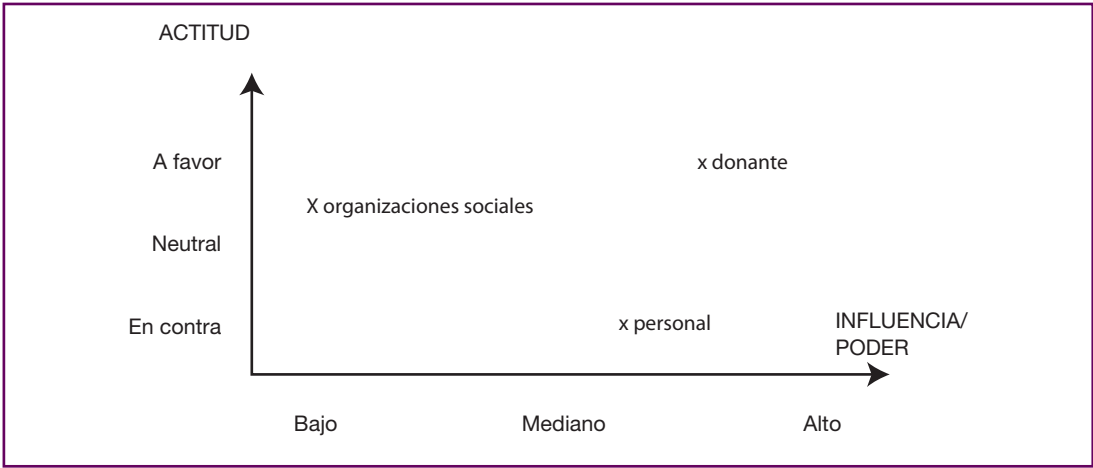 ACTITUD
A favor
x donante
X organizaciones sociales
Neutral
En contra
x personal
INFLUENCIA/
PODER
Bajo
Mediano
Alto